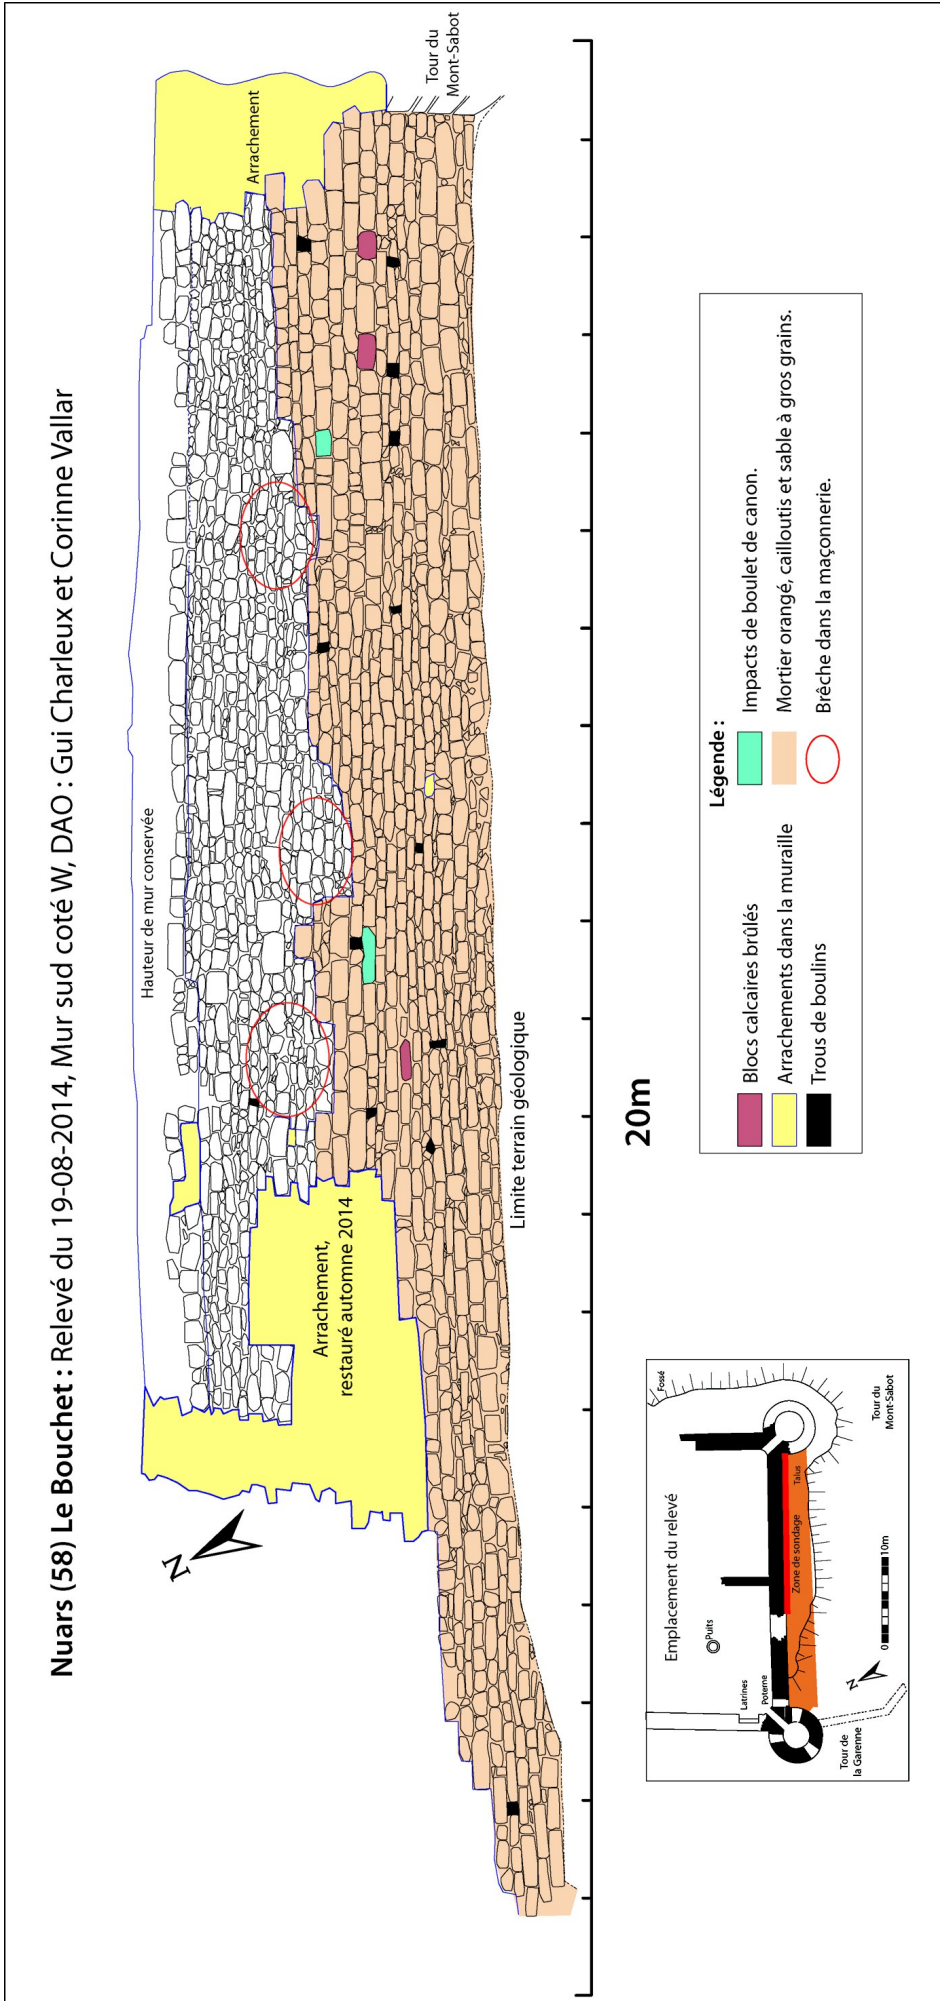 Nuars (58) Le Bouchet : Relevé du 19-08-2014, Mur sud coté W, DAO : Gui Charleux et Corinne Vallar
Hauteur de mur conservée
Arrachement
Tour du
Mont-Sabot
N
Arrachement,
restauré automne 2014
Limite terrain géologique
20m
Emplacement du relevé
Fossé
Puits
Latrines
Poterne
Zone de sondage
Talus
Tour de
la Garenne
N
0
10m
Tour du
Mont-Sabot
Légende :
Blocs calcaires brûlés
Arrachements dans la muraille
Trous de boulins
Impacts de boulet de canon.
Mortier orangé, cailloutis et sable à gros grains.
Brêche dans la maçonnerie.